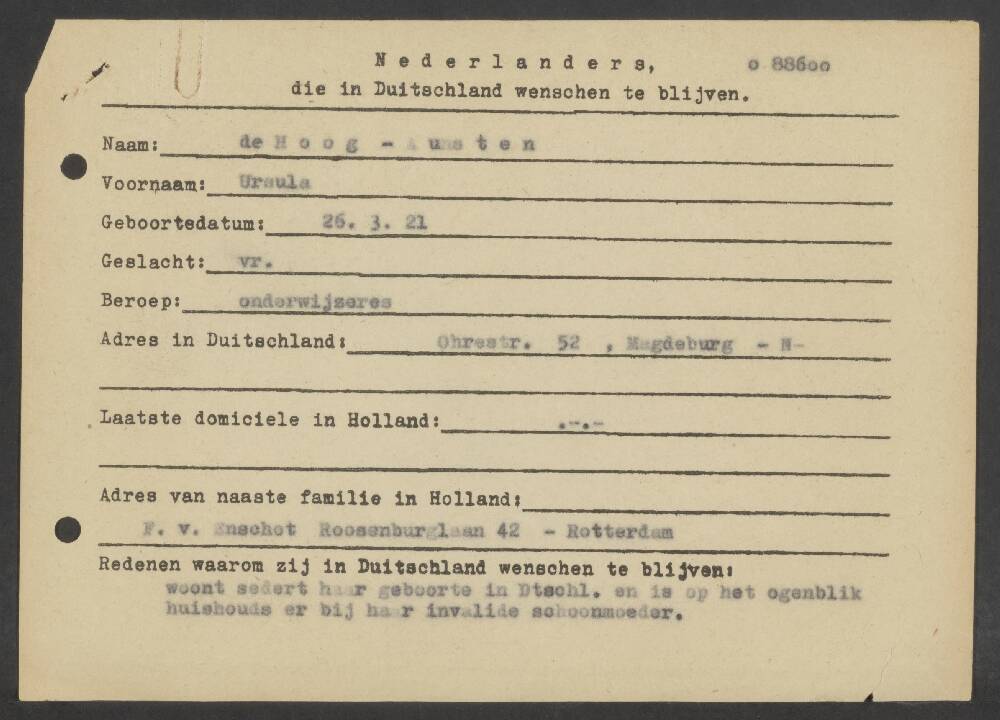 Nederlanders, o 88600
die in Duitschland wenschen te blijven.
Naam: de Hoog -
Voornaam: Ursula
Geboortedatum: 26. 3. 21
Geslacht: vr.
Beroep: onderwijzeres
Adres in Duitschland: Ohrestr. 52 , Magdeburg - N-
Laatste domiciele in Holland: .-.-
Adres van naaste familie in Holland:
F. v. Enschot Roosenburglaan 42 - Rotterdam
Redenen waarom zij in Duitschland wenschen te blijven:
woont sedert haar geboorte in Dtschl. en is op het ogenblik
huishouds er bij haar invalide schoonmoeder.